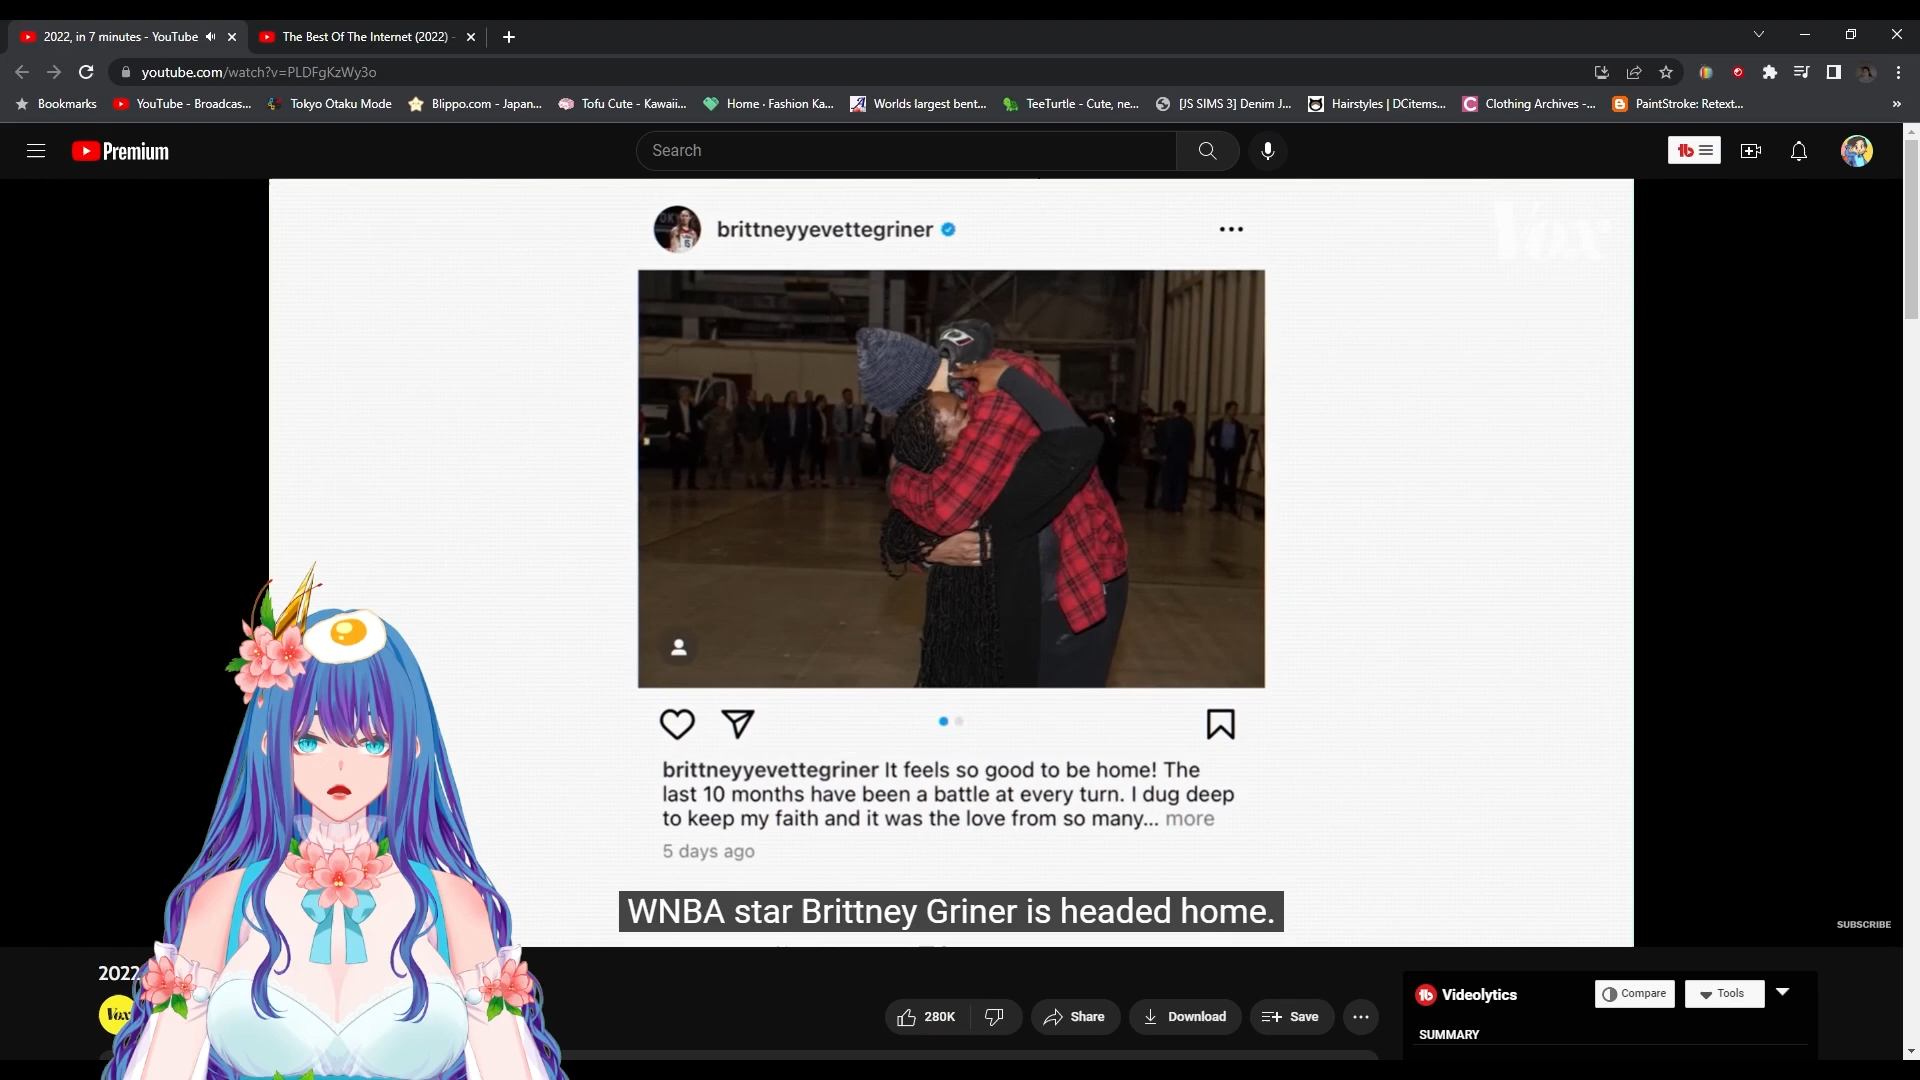 2022, in 7 minutes - YouTube
The Best Of The Internet (2022) -
youtube.com/watch?v=PLDFgKzWy3o
Bookmarks
YouTube - Broadcas...
Tokyo Otaku Mode
Blippo.com - Japan...
Tofu Cute - Kawaii...
Home · Fashion Ka...
Worlds largest bent...
TeeTurtle - Cute, ne...
[JS SIMS 3] Denim J...
Hairstyles | DCitems...
Clothing Archives -...
PaintStroke: Retext...
»
Premium
Search
tb
Vox
brittneyyevettegriner
brittneyyevettegriner It feels so good to be home! The
last 10 months have been a battle at every turn. I dug deep
to keep my faith and it was the love from so many... more
5 days ago
WNBA star Brittney Griner is headed home.
SUBSCRIBE
2022
Vox
280K
Share
Download
Save
tb Videolytics
Compare
Tools
SUMMARY